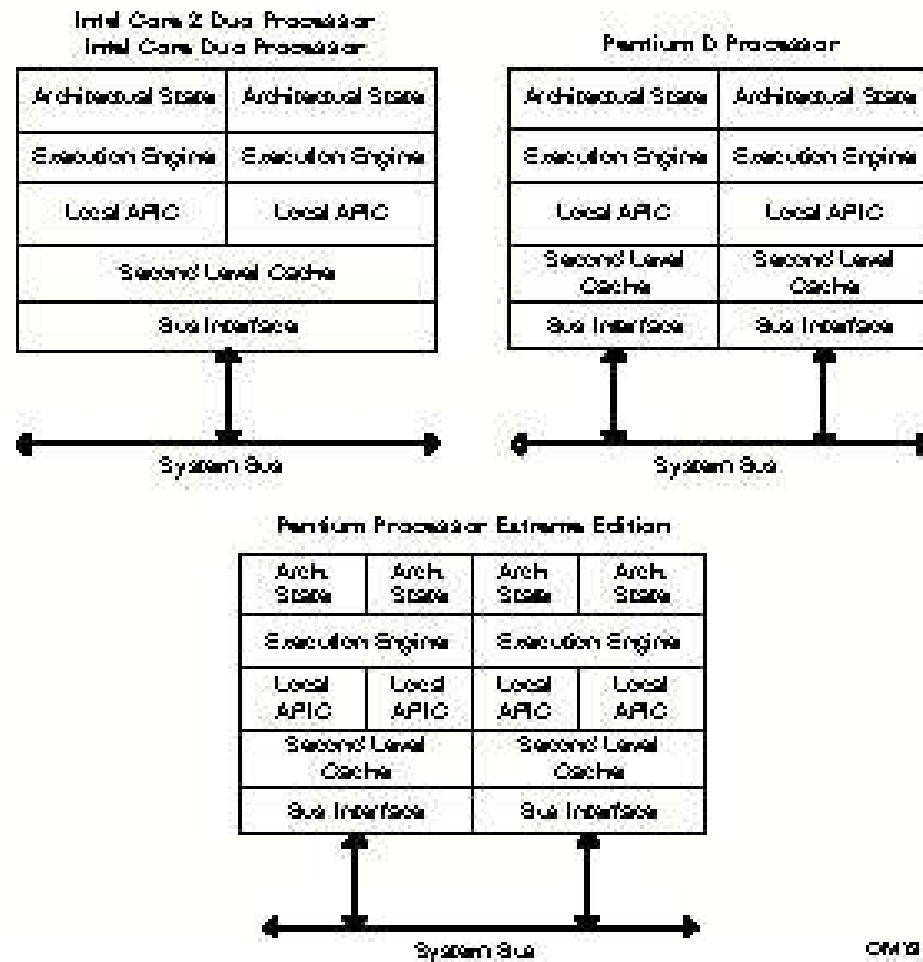 Intel Core 2 Duo Processor
Intel Core Duo Processor
Architectual State Architectual State
Execution Engine Execution Engine
Local APIC Local APIC
Second Level Cache
Bus Interface
System Bus
Pentium D Processor
Architectual State Architectual State
Execution Engine Execution Engine
Local APIC Local APIC
Second Level Second Level
Cache Cache
Bus Interface Bus Interface
System Bus
Pentium Processor Extreme Edition
Arch. Arch. Arch. Arch.
State State State State
Execution Engine Execution Engine
Local Local Local Local
APIC APIC APIC APIC
Second Level Second Level
Cache Cache
Bus Interface Bus Interface
System Bus